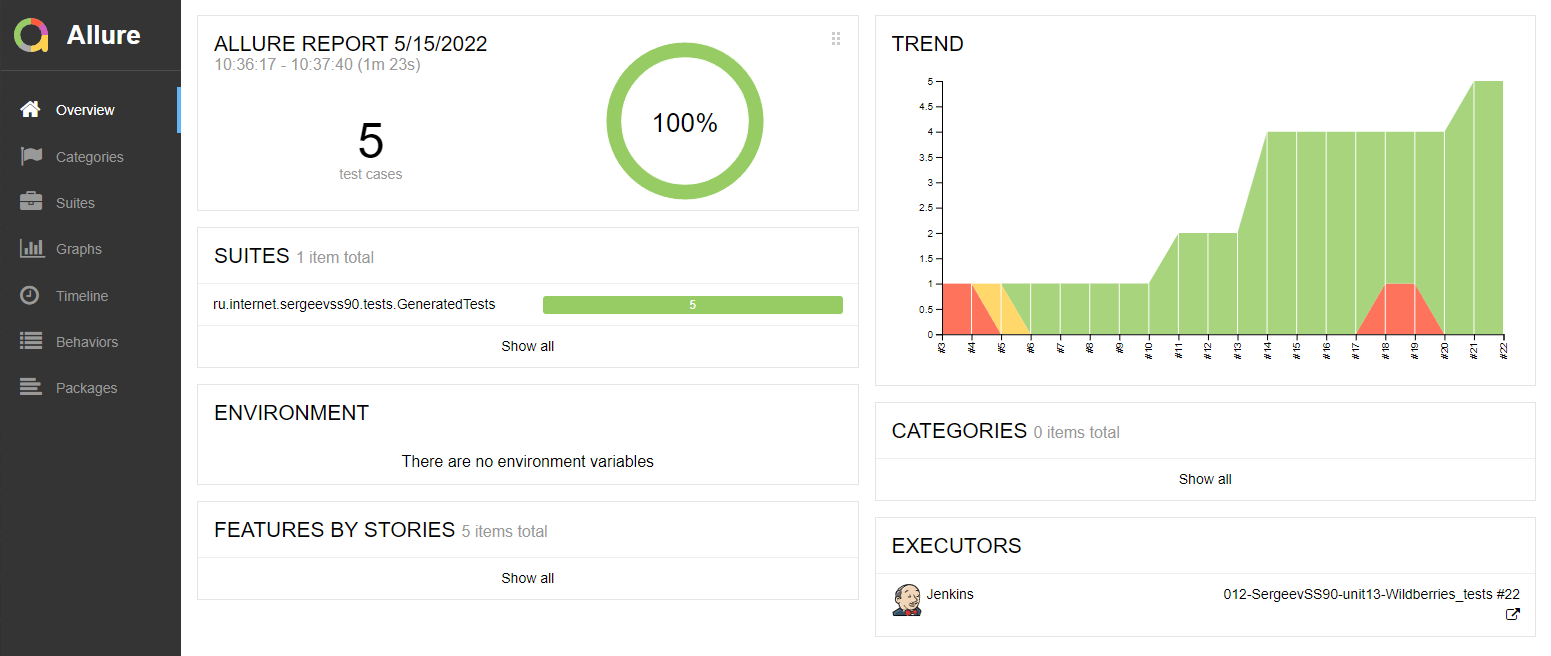 Allure
Overview
Categories
Suites
Graphs
Timeline
Behaviors
Packages
ALLURE REPORT 5/15/2022
10:36:17 - 10:37:40 (1m 23s)
5
test cases
100%
SUITES 1 item total
ru.internet.sergeevss90.tests.GeneratedTests 5
Show all
ENVIRONMENT
There are no environment variables
FEATURES BY STORIES 5 items total
Show all
TREND
5
4.5
4
3.5
3
2.5
2
1.5
1
0.5
0
#3 #4 #5 #6 #7 #8 #9 #10 #11 #12 #13 #14 #15 #16 #17 #18 #19 #20 #21 #22
CATEGORIES 0 items total
Show all
EXECUTORS
Jenkins 012-SergeevSS90-unit13-Wildberries_tests #22